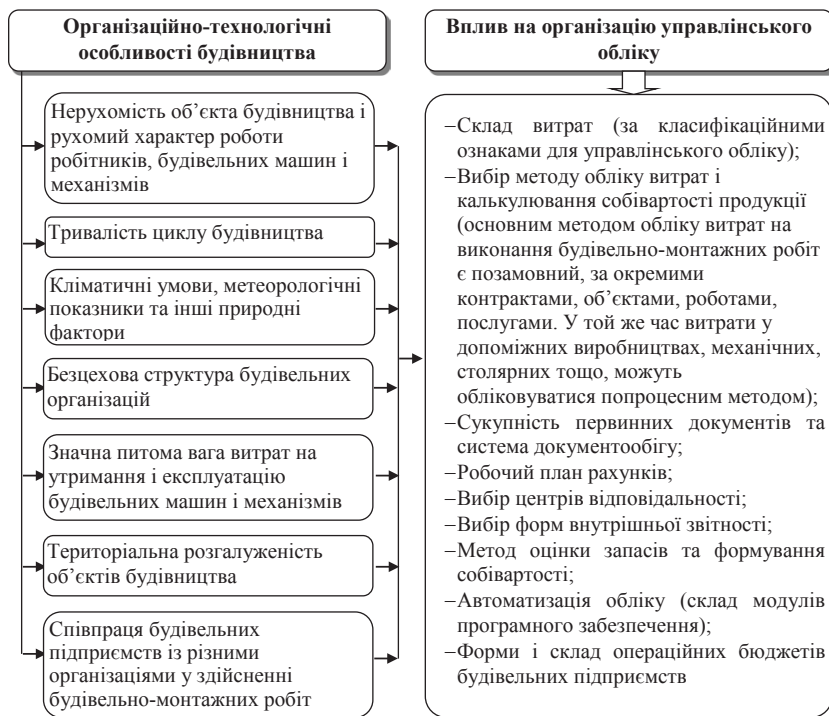 Організаційно-технологічні
особливості будівництва
Нерухомість об’єкта будівництва і
рухомий характер роботи
робітників, будівельних машин і
механізмів
Тривалість циклу будівництва
Кліматичні умови, метеорологічні
показники та інші природні
фактори
Безцехова структура будівельних
організацій
Значна питома вага витрат на
утримання і експлуатацію
будівельних машин і механізмів
Територіальна розгалуженість
об’єктів будівництва
Співпраця будівельних
підприємств із різними
організаціями у здійсненні
будівельно-монтажних робіт
Вплив на організацію управлінського
обліку
−Склад витрат (за класифікаційними
ознаками для управлінського обліку);
−Вибір методу обліку витрат і
калькулювання собівартості продукції
(основним методом обліку витрат на
виконання будівельно-монтажних робіт
є позамовний, за окремими
контрактами, об’єктами, роботами,
послугами. У той же час витрати у
допоміжних виробництвах, механічних,
столярних тощо, можуть
обліковуватися попроцесним методом);
−Сукупність первинних документів та
система документообігу;
−Робочий план рахунків;
−Вибір центрів відповідальності;
−Вибір форм внутрішньої звітності;
−Метод оцінки запасів та формування
собівартості;
−Автоматизація обліку (склад модулів
програмного забезпечення);
−Форми і склад операційних бюджетів
будівельних підприємств